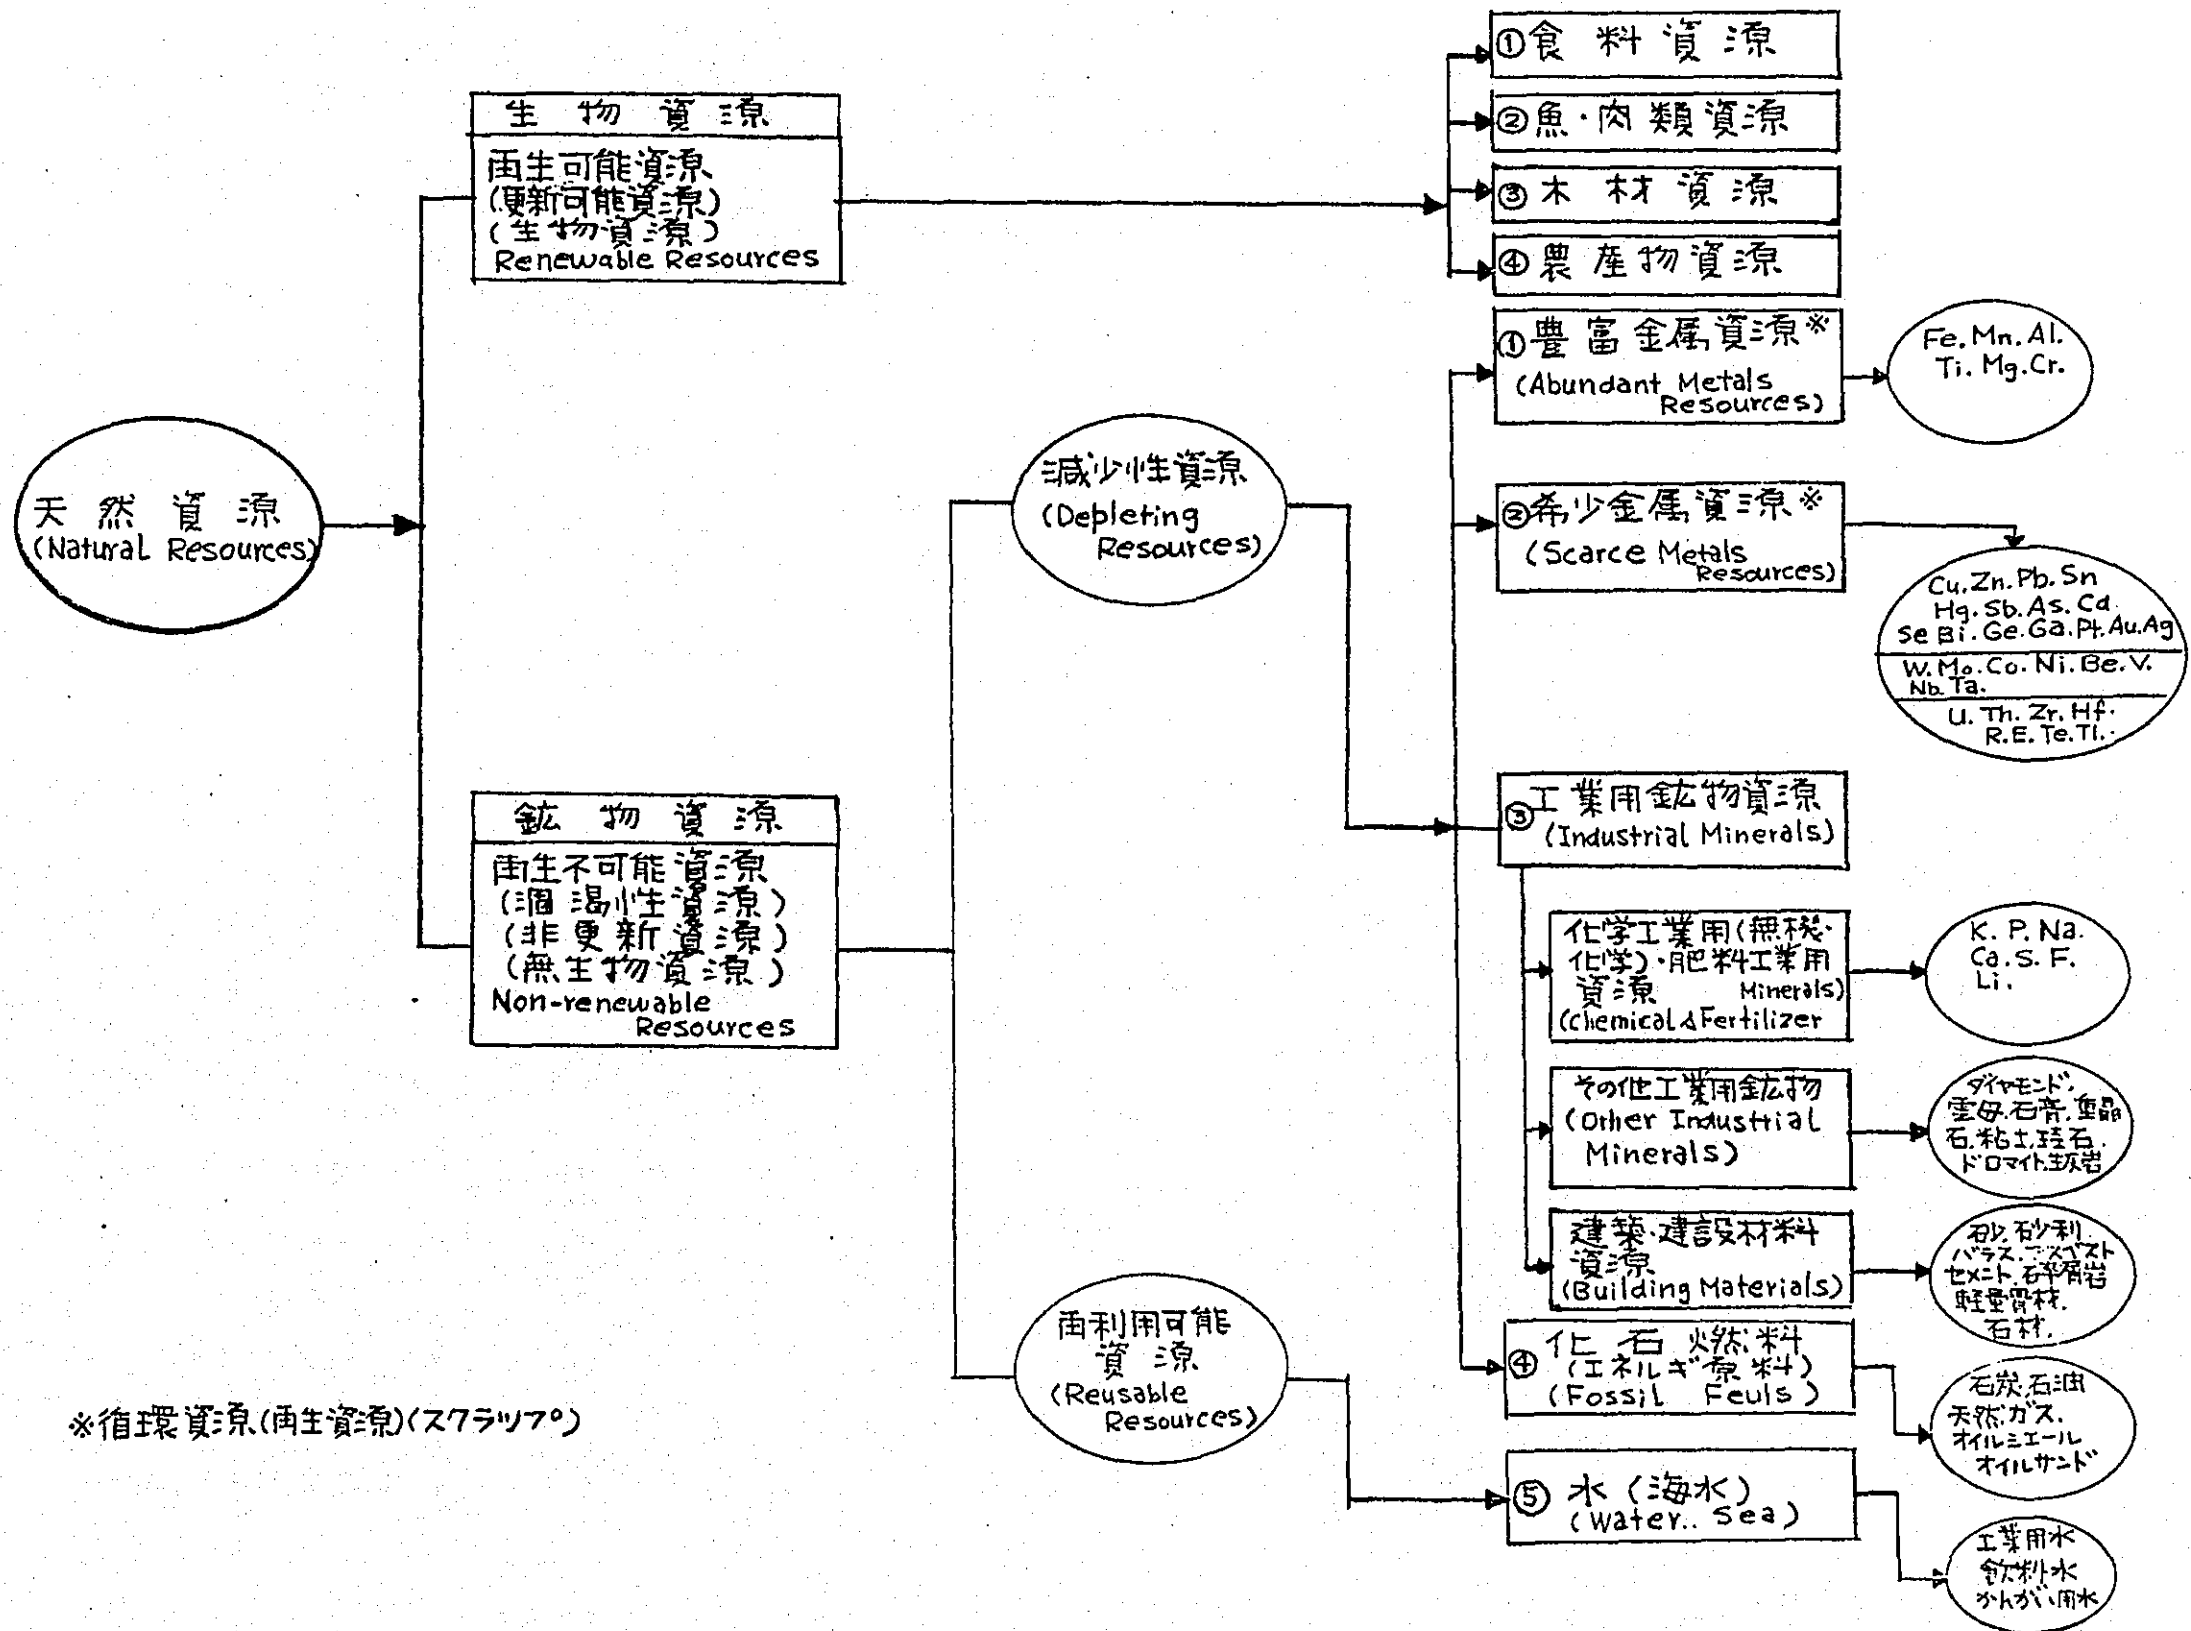 天然資源
(Natural Resources)
生物資源
再生可能資源
(更新可能資源)
(生物資源)
Renewable Resources
鉱物資源
再生不可能資源
(涸渇性資源)
(非更新資源)
(無生物資源)
Non-renewable
Resources
減少性資源
(Depleting
Resources)
再利用可能
資源
(Reusable
Resources)
①食料資源
②魚・肉類資源
③木材資源
④農産物資源
①豊富金属資源※
(Abundant Metals
Resources)
Fe. Mn. Al.
Ti. Mg. Cr.
②希少金属資源※
(Scarce Metals
Resources)
Cu. Zn. Pb. Sn
Hg. Sb. As. Cd
Se Bi. Ge. Ga. Pt. Au. Ag
W. Mo. Co. Ni. Be. V.
Nb. Ta.
U. Th. Zr. Hf.
R.E. Te. Tl.
③工業用鉱物資源
(Industrial Minerals)
化学工業用(無機・
化学)・肥料工業用
資源 Minerals)
(Chemical & Fertilizer
K. P. Na.
Ca. S. F.
Li.
その他工業用鉱物
(Other Industrial
Minerals)
ダイヤモンド.
雲母.石膏.重晶
石.粘土.珪石.
ドロマイト.
建築・建設材料
資源
(Building Materials)
砂.砂利
バラス.アスベスト
セメント.砕屑岩
軽量骨材.
石材.
④化石燃料
(エネルギ原料)
(Fossil Feuls)
石炭.石油
天然ガス.
オイルシエール
オイルサンド
⑤水(海水)
(Water.. Sea)
工業用水
飲料水
かんがい用水
※循環資源(再生資源)(スクラップ)